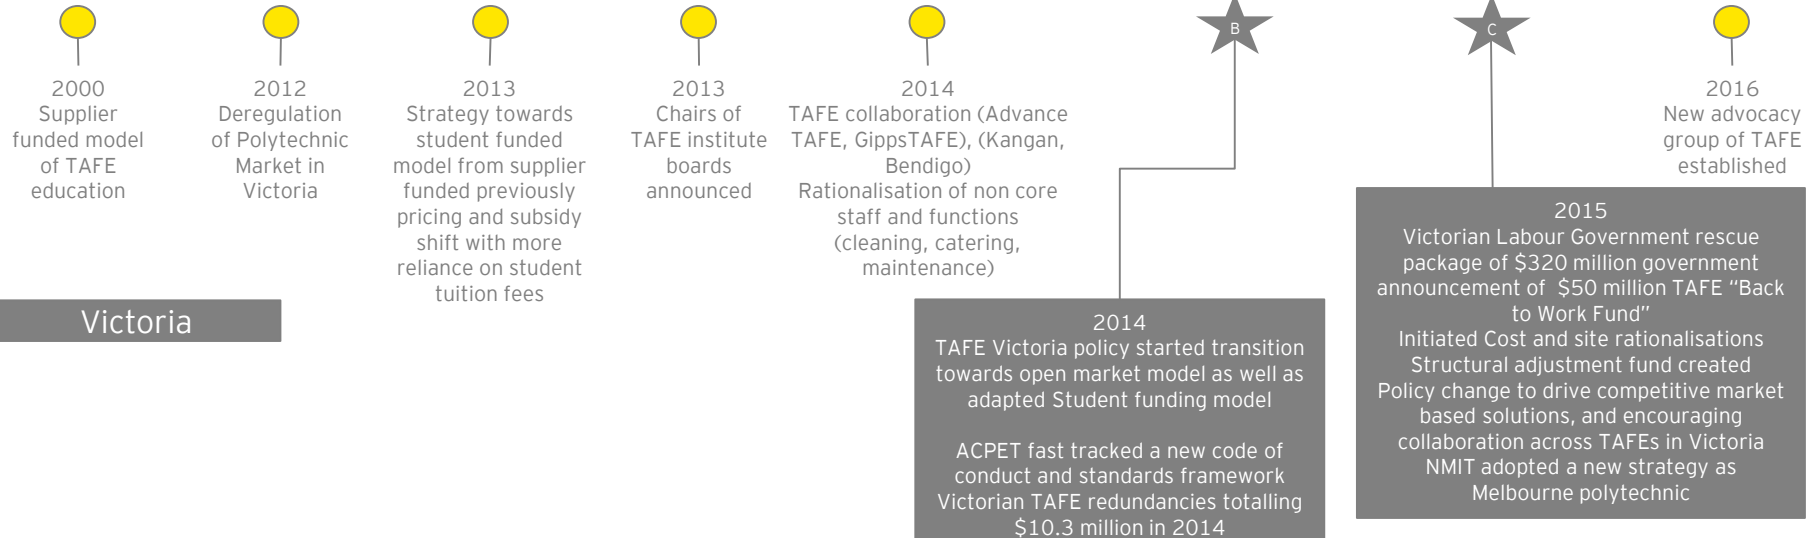 B
C
2000
Supplier
funded model
of TAFE
education
2012
Deregulation
of Polytechnic
Market in
Victoria
2013
Strategy towards
student funded
model from supplier
funded previously
pricing and subsidy
shift with more
reliance on student
tuition fees
2013
Chairs of
TAFE institute
boards
announced
2014
TAFE collaboration (Advance
TAFE, GippsTAFE), (Kangan,
Bendigo)
Rationalisation of non core
staff and functions
(cleaning, catering,
maintenance)
2016
New advocacy
group of TAFE
established
Victoria
2014
TAFE Victoria policy started transition
towards open market model as well as
adapted Student funding model
ACPET fast tracked a new code of
conduct and standards framework
Victorian TAFE redundancies totalling
$10.3 million in 2014
2015
Victorian Labour Government rescue
package of $320 million government
announcement of $50 million TAFE “Back
to Work Fund”
Initiated Cost and site rationalisations
Structural adjustment fund created
Policy change to drive competitive market
based solutions, and encouraging
collaboration across TAFEs in Victoria
NMIT adopted a new strategy as
Melbourne polytechnic